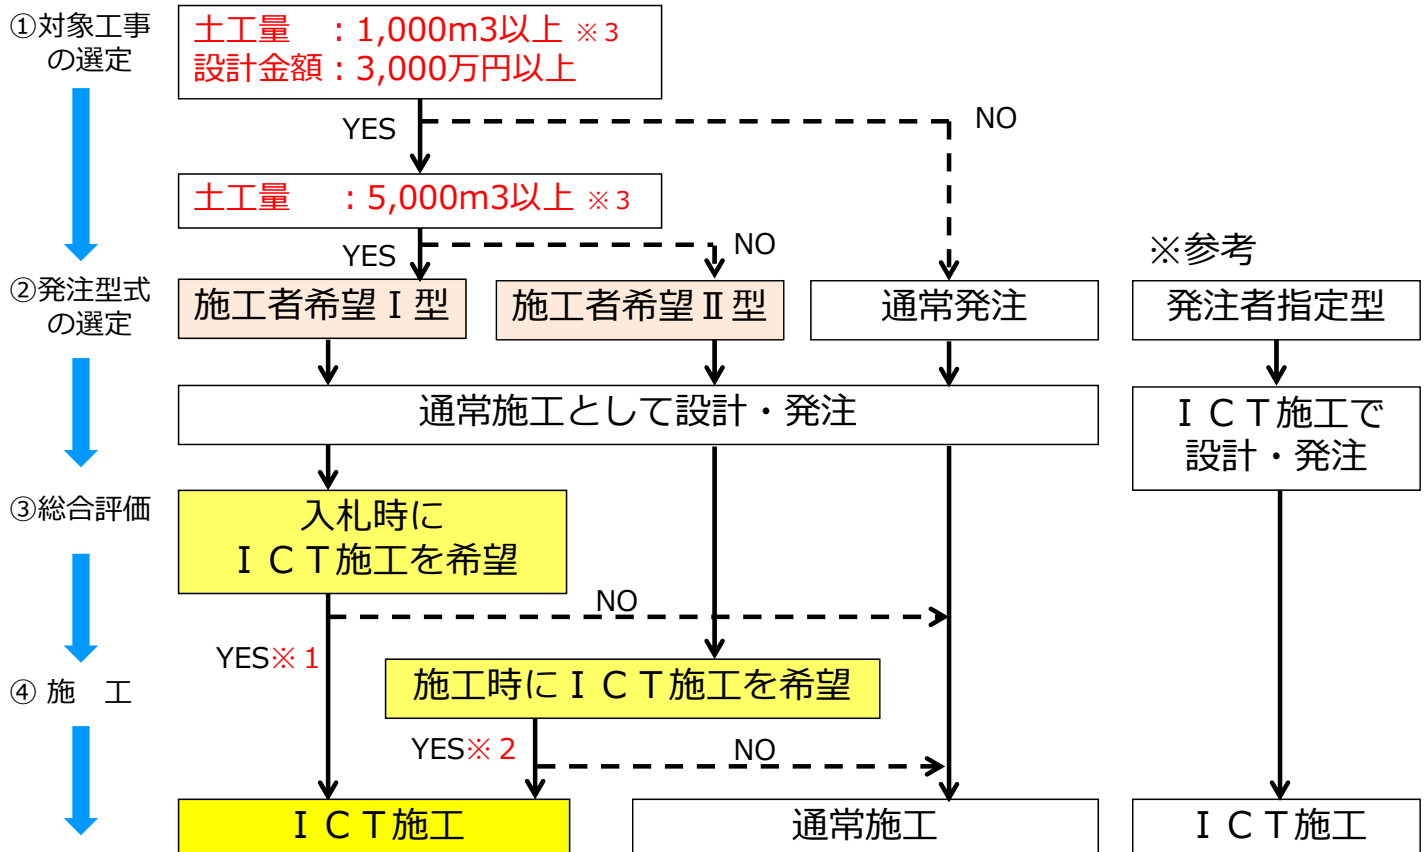 ①対象工事
の選定
土工量　：1,000m3以上 ※３
設計金額：3,000万円以上
YES
NO
土工量　：5,000m3以上 ※３
YES
NO
※参考
②発注型式
の選定
施工者希望Ⅰ型
施工者希望Ⅱ型
通常発注
発注者指定型
通常施工として設計・発注
ＩＣＴ施工で
設計・発注
③総合評価
入札時に
ＩＣＴ施工を希望
NO
YES※１
④ 施　工
施工時にＩＣＴ施工を希望
YES※２
NO
ＩＣＴ施工
通常施工
ＩＣＴ施工